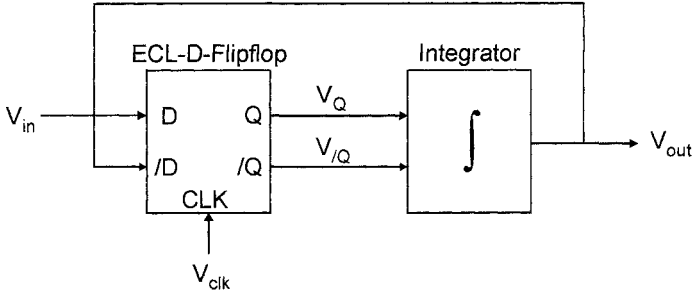 ECL-D-Flipflop
Integrator
V_in
D
Q
V_Q
/D
/Q
V_/Q
CLK
∫
V_out
V_clk